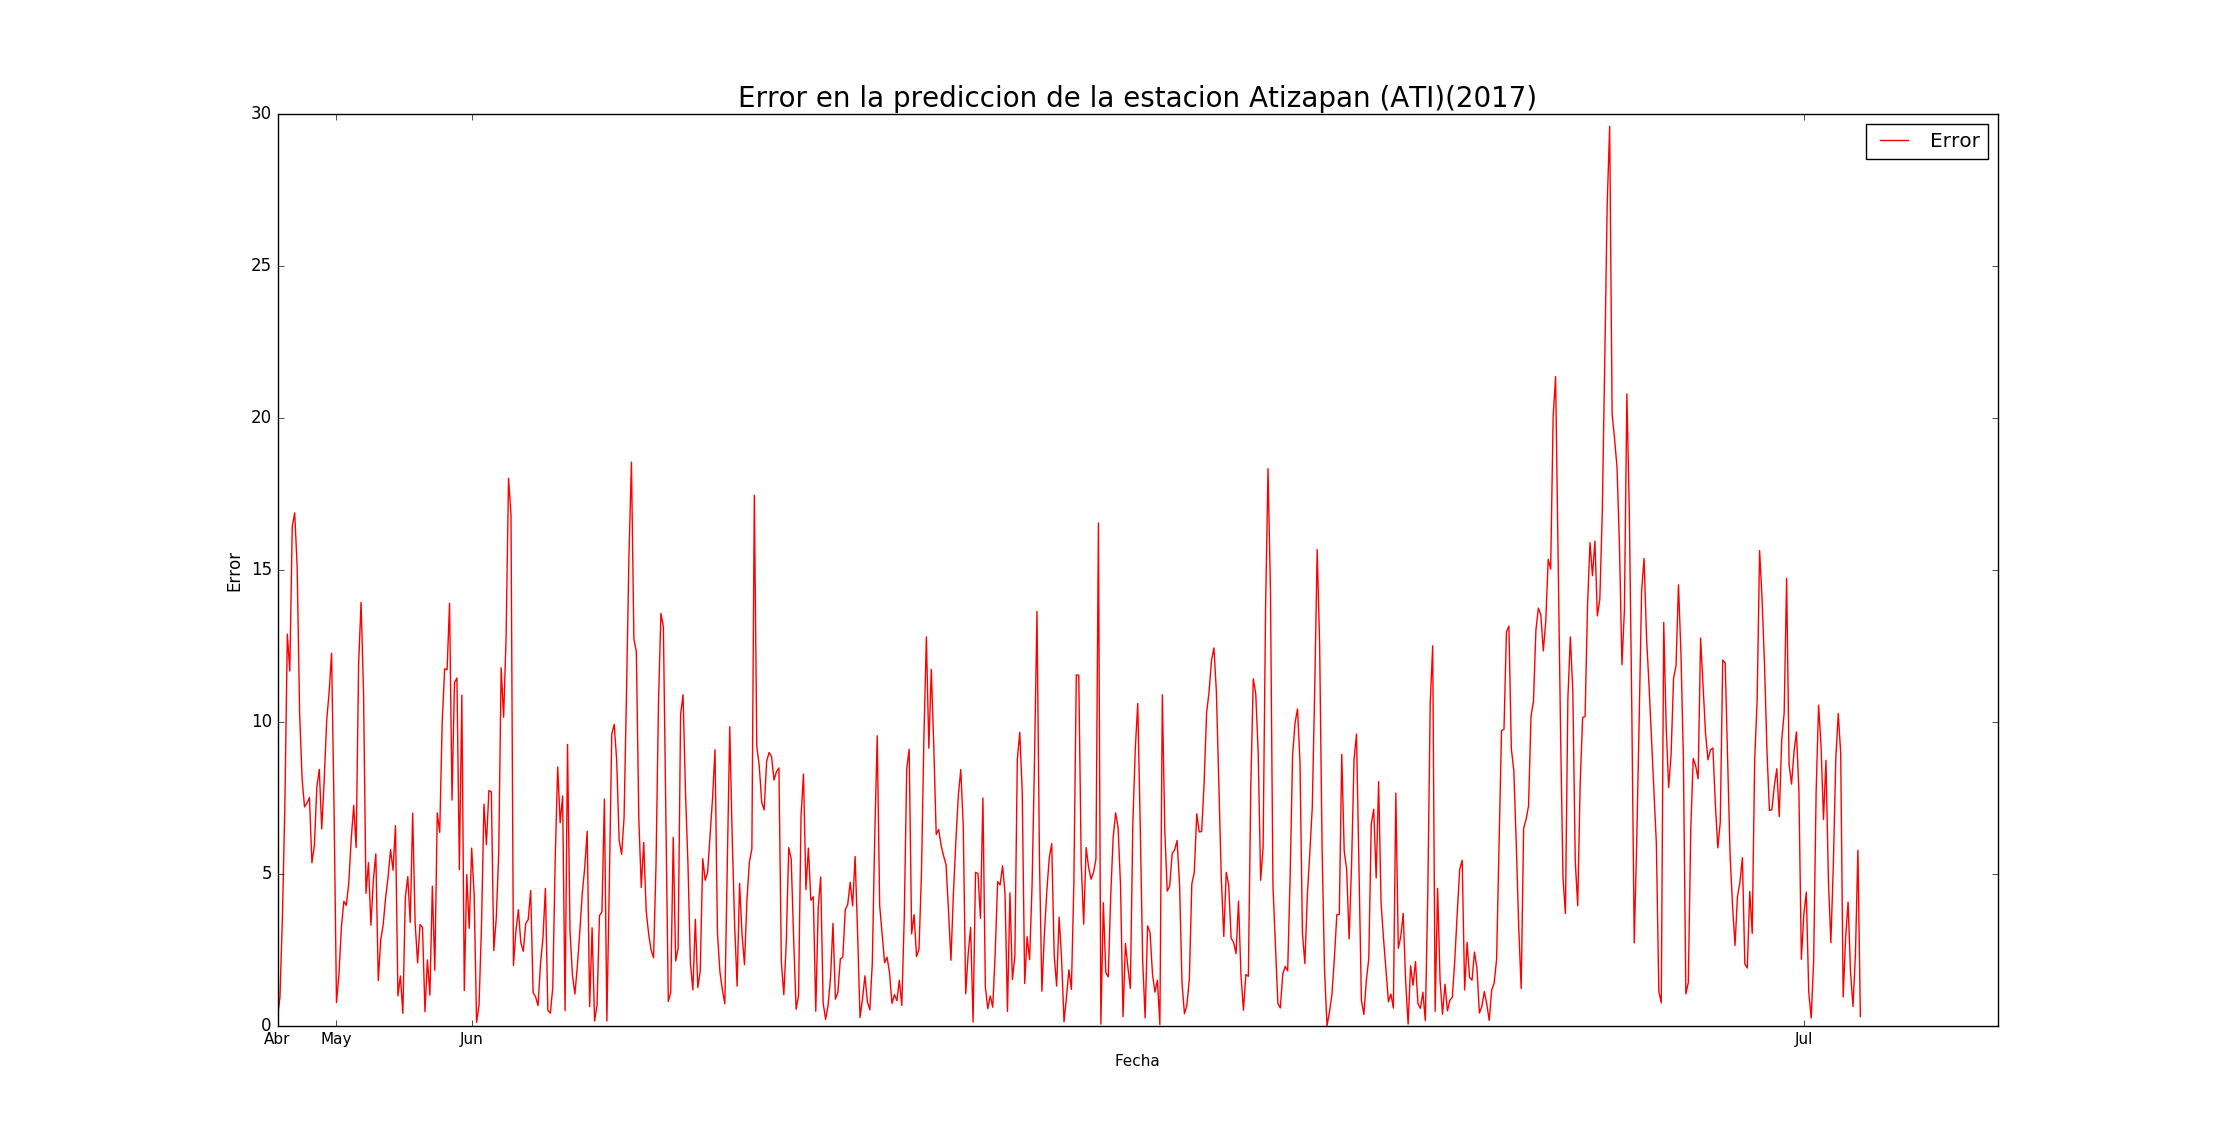 Error en la prediccion de la estacion Atizapan (ATI)(2017)
Error
30
25
20
15
10
5
0
Error
Abr May Jun Jul
Fecha